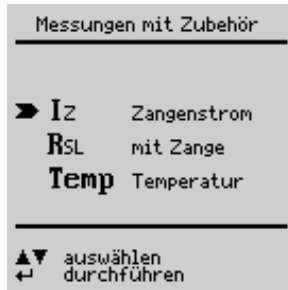 Messungen mit Zubehör
IZ Zangenstrom
RSL mit Zange
Temp Temperatur
▲▼ auswählen
↵ durchführen